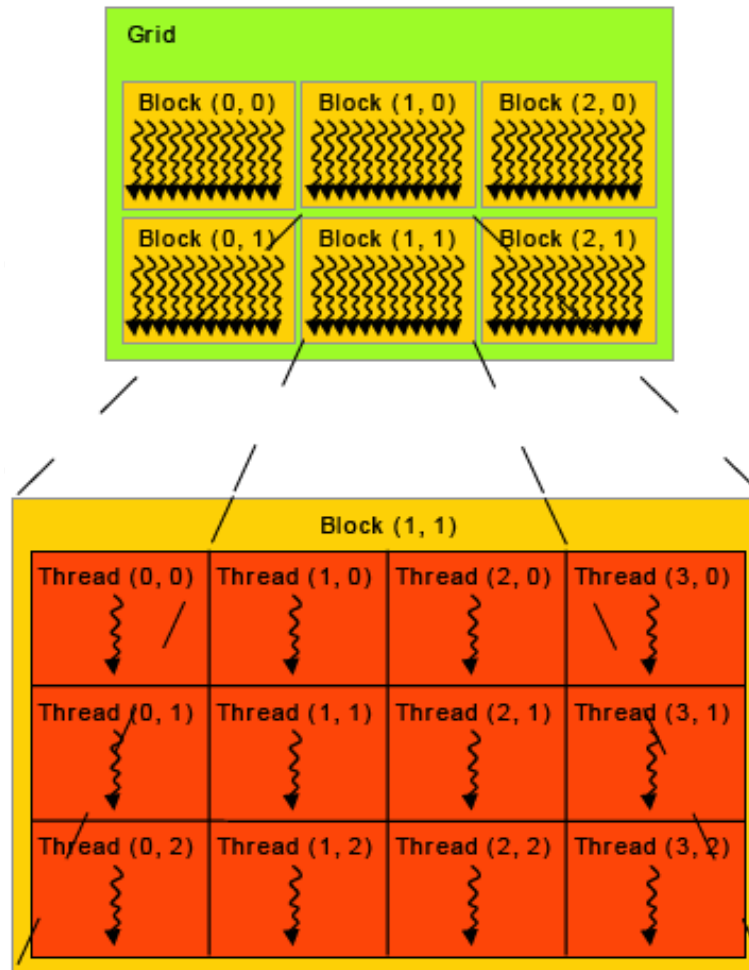 Grid
Block (0, 0) Block (1, 0) Block (2, 0)
Block (0, 1) Block (1, 1) Block (2, 1)
Block (1, 1)
Thread (0, 0) Thread (1, 0) Thread (2, 0) Thread (3, 0)
Thread (0, 1) Thread (1, 1) Thread (2, 1) Thread (3, 1)
Thread (0, 2) Thread (1, 2) Thread (2, 2) Thread (3, 2)